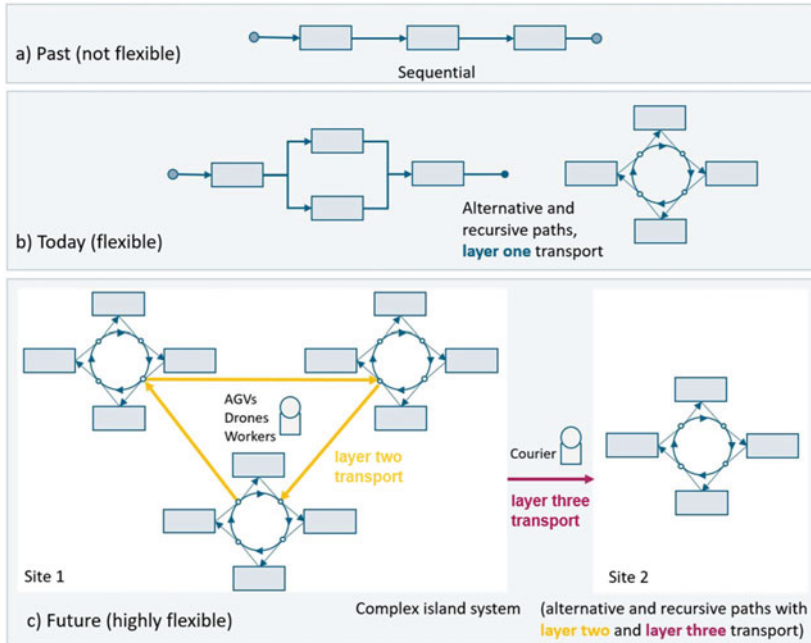 a) Past (not flexible)
Sequential
b) Today (flexible)
Alternative and
recursive paths,
layer one transport
AGVs
Drones
Workers
layer two
transport
Courier
layer three
transport
Site 1
Site 2
c) Future (highly flexible)
Complex island system
(alternative and recursive paths with
layer two and layer three transport)